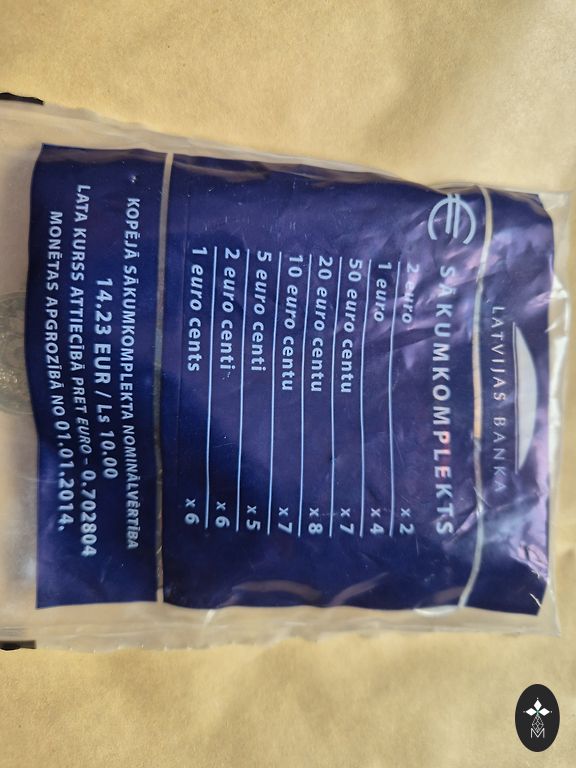 LATVIJAS BANKA
€ SĀKUMKOMPLEKTS
2 euro x 2
1 euro x 4
50 euro centu x 7
20 euro centu x 8
10 euro centu x 7
5 euro centi x 5
2 euro centi x 6
1 euro cents x 6
KOPĒJĀ SĀKUMKOMPLEKTA NOMINĀLVĒRTĪBA
14.23 EUR / Ls 10.00
LATA KURSS ATTIECĪBĀ PRET EURO – 0.702804
MONĒTAS APGROZĪBĀ NO 01.01.2014.
M